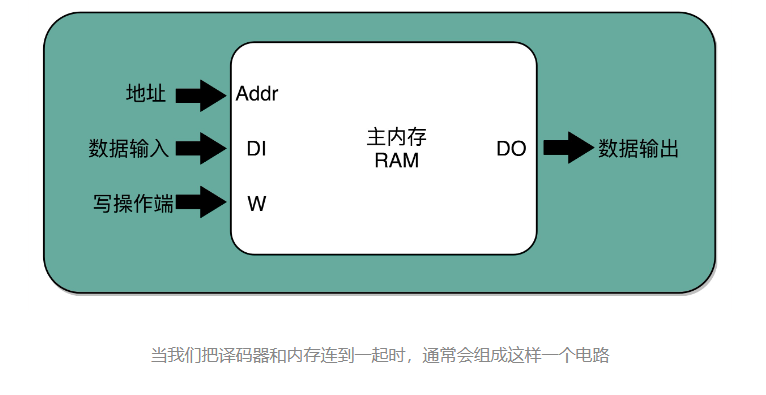 地址
Addr
数据输入
DI
写操作端
W
主内存
RAM
DO
数据输出
当我们把译码器和内存连到一起时，通常会组成这样一个电路